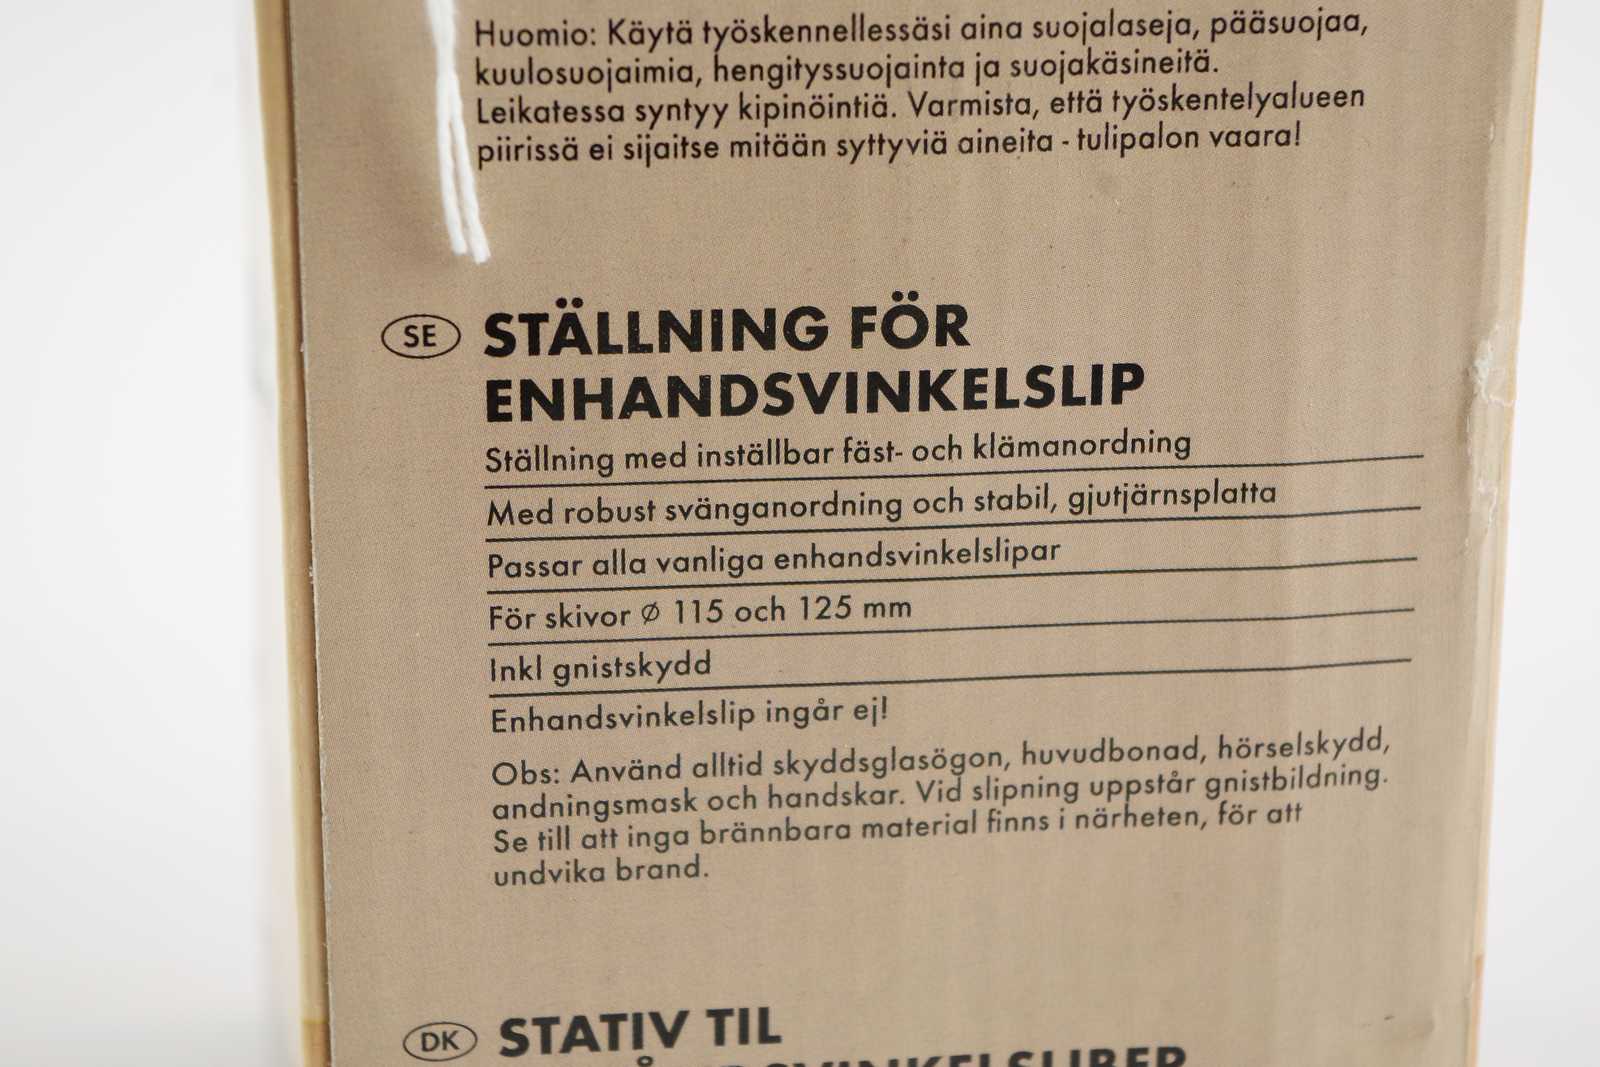 Huomio: Käytä työskennellessäsi aina suojalaseja, pääsuojaa,
kuulosuojaimia, hengityssuojainta ja suojakäsineitä.
Leikatessa syntyy kipinöintiä. Varmista, että työskentelyalueen
piirissä ei sijaitse mitään syttyviä aineita - tulipalon vaara!
SE STÄLLNING FÖR
ENHANDSVINKELSLIP
Ställning med inställbar fäst- och klämanordning
Med robust svänganordning och stabil, gjutjärnsplatta
Passar alla vanliga enhandsvinkelslipar
För skivor Ø 115 och 125 mm
Inkl gnistskydd
Enhandsvinkelslip ingår ej!
Obs: Använd alltid skyddsglasögon, huvudbonad, hörselskydd,
andningsmask och handskar. Vid slipning uppstår gnistbildning.
Se till att inga brännbara material finns i närheten, för att
undvika brand.
DK STATIV TIL